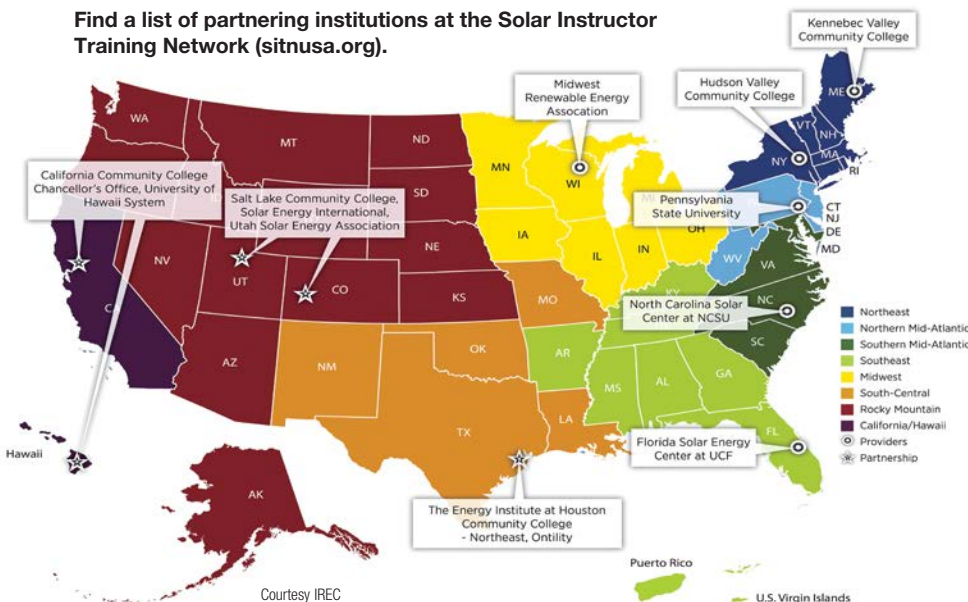 Find a list of partnering institutions at the Solar Instructor
Training Network (sitnusa.org).
Kennebec Valley
Community College
Hudson Valley
Community College
Midwest
Renewable Energy
Assocation
California Community College
Chancellor's Office, University of
Hawaii System
Salt Lake Community College,
Solar Energy International,
Utah Solar Energy Association
Pennsylvania
State University
North Carolina Solar
Center at NCSU
Florida Solar Energy
Center at UCF
The Energy Institute at Houston
Community College
- Northeast, Ontility
WA
MT
ND
MN
SD
WI
MI
ME
VT
NH
NY
MA
RI
CT
NJ
DE
MD
ID
NE
IA
IL
IN
OH
WV
VA
NV
UT
CO
KS
MO
KY
NC
SC
C
AZ
NM
OK
AR
TX
LA
MS
AL
GA
FL
AK
Hawaii
Puerto Rico
U.S. Virgin Islands
Northeast
Northern Mid-Atlantic
Southern Mid-Atlantic
Southeast
Midwest
South-Central
Rocky Mountain
California/Hawaii
Providers
Partnership
Courtesy IREC